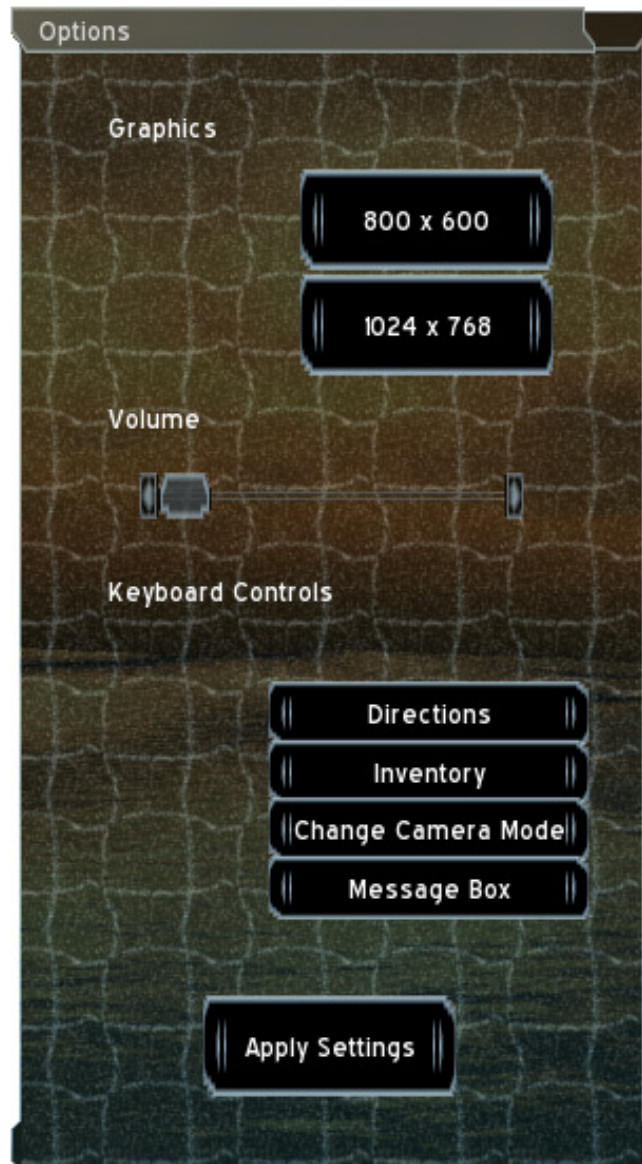 Options
Graphics
800 x 600
1024 x 768
Volume
Keyboard Controls
Directions
Inventory
Change Camera Mode
Message Box
Apply Settings